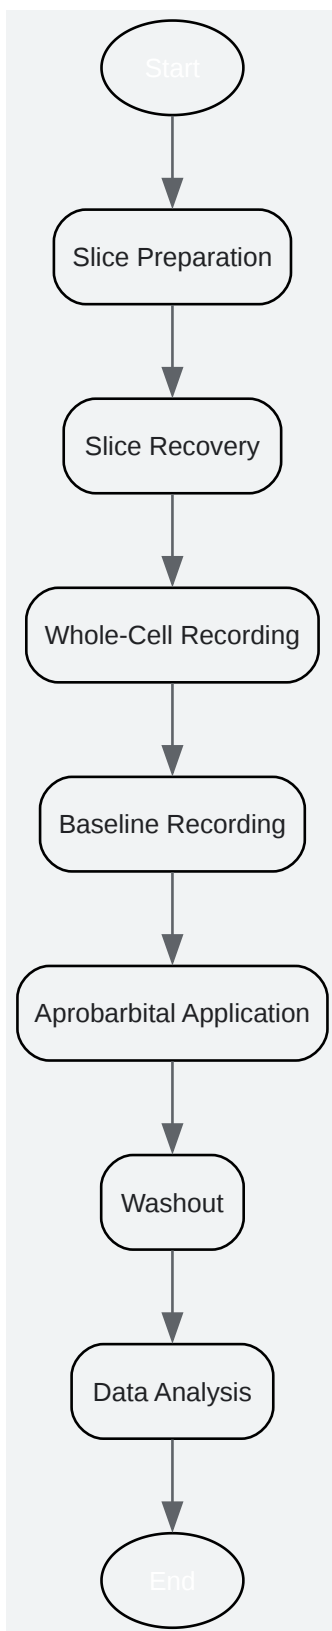 Start
Slice Preparation
Slice Recovery
Whole-Cell Recording
Baseline Recording
Aprobarbital Application
Washout
Data Analysis
End